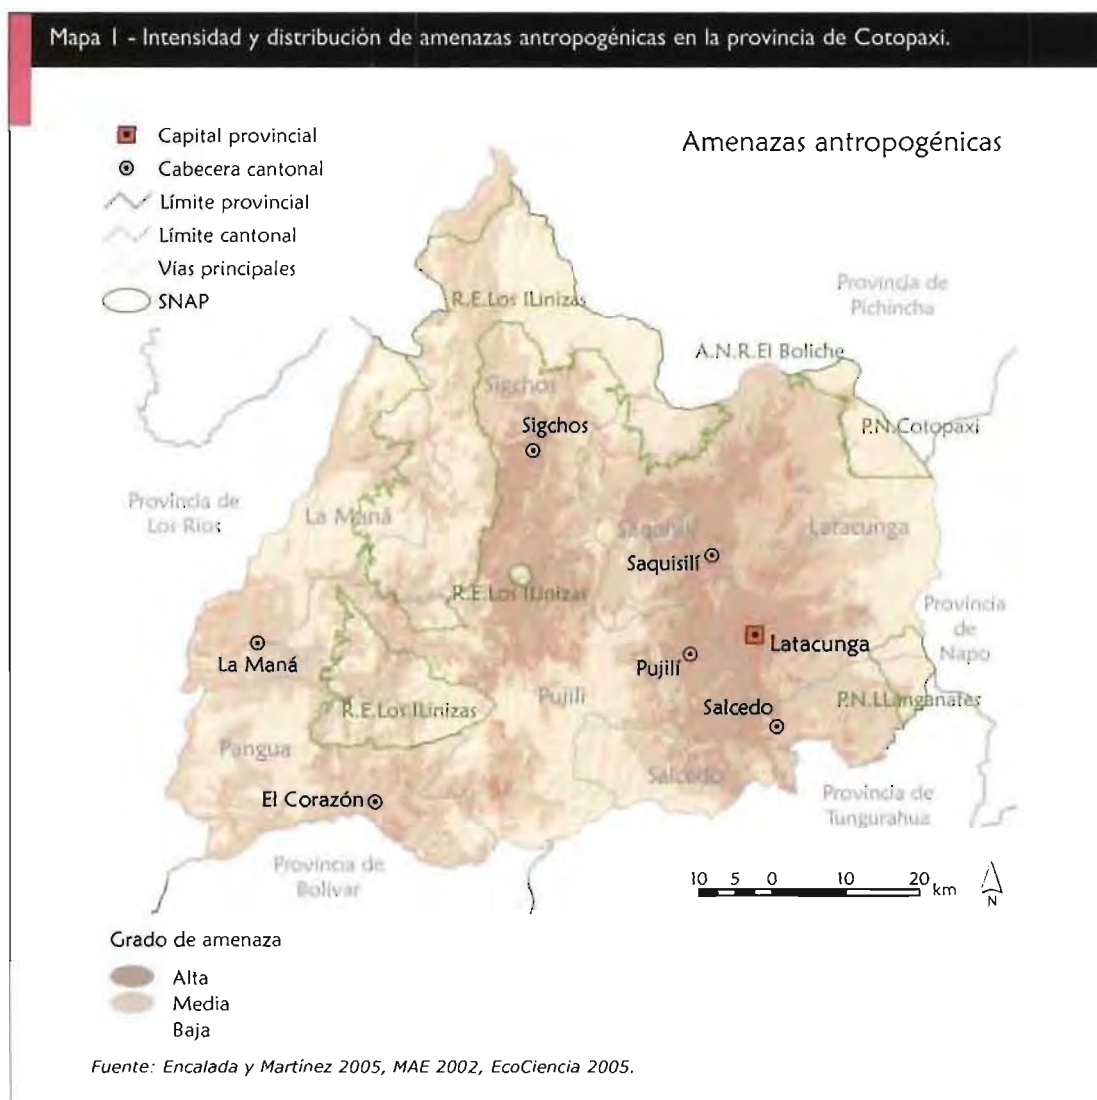 Mapa 1 - Intensidad y distribución de amenazas antropogénicas en la provincia de Cotopaxi.
Amenazas antropogénicas
Capital provincial
Cabecera cantonal
Límite provincial
Límite cantonal
Vías principales
SNAP
Provincia de
Pichincha
R.E.Los ILinizas
A.N.R.El Boliche
Sigchos
Sigchos
P.N.Cotopaxi
Provincia de
Los Ríos
La Maná
Saquisilí
Latacunga
Saquisilí
R.E.Los ILinizas
Provincia
de
Napo
La Maná
Latacunga
Pujilí
Pujilí
P.N.LLanganates
R.E.Los ILinizas
Salcedo
Pangua
Salcedo
El Corazón
Provincia de
Tungurahua
Provincia de
Bolívar
10 5 0 10 20 km
N
Grado de amenaza
Alta
Media
Baja
Fuente: Encalada y Martínez 2005, MAE 2002, EcoCiencia 2005.